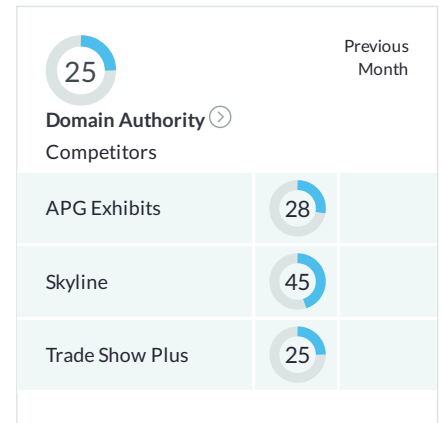 25
Previous
Month
Domain Authority
Competitors
APG Exhibits 28
Skyline 45
Trade Show Plus 25